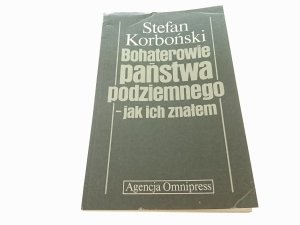 Stefan
Korboński
Bohaterowie
państwa
podziemnego
-jak ich znałem
Agencja Omnipress